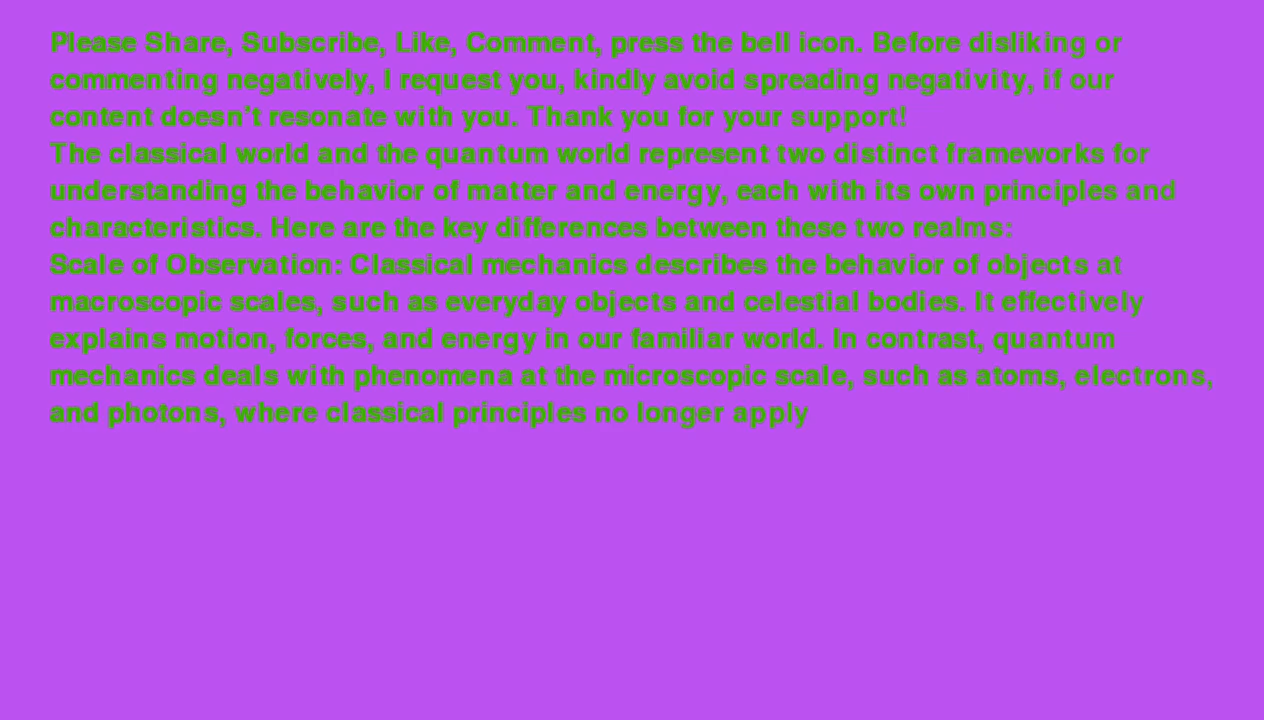 Please Share, Subscribe, Like, Comment, press the bell icon. Before disliking or
commenting negatively, I request you, kindly avoid spreading negativity, if our
content doesn't resonate with you. Thank you for your support!
The classical world and the quantum world represent two distinct frameworks for
understanding the behavior of matter and energy, each with its own principles and
characteristics. Here are the key differences between these two realms:
Scale of Observation: Classical mechanics describes the behavior of objects at
macroscopic scales, such as everyday objects and celestial bodies. It effectively
explains motion, forces, and energy in our familiar world. In contrast, quantum
mechanics deals with phenomena at the microscopic scale, such as atoms, electrons,
and photons, where classical principles no longer apply